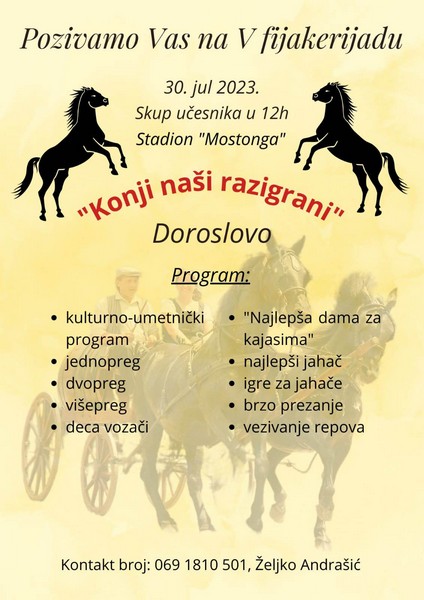 Pozivamo Vas na V fijakerijadu
30. jul 2023.
Skup učesnika u 12h
Stadion "Mostonga"
"Konji naši razigrani"
Doroslovo
Program:
• kulturno-umetnički
program
• jednopreg
• dvopreg
• višepreg
• deca vozači
• "Najlepša dama za
kajasima"
• najlepši jahač
• igre za jahače
• brzo prezanje
• vezivanje repova
Kontakt broj: 069 1810 501, Željko Andrašić